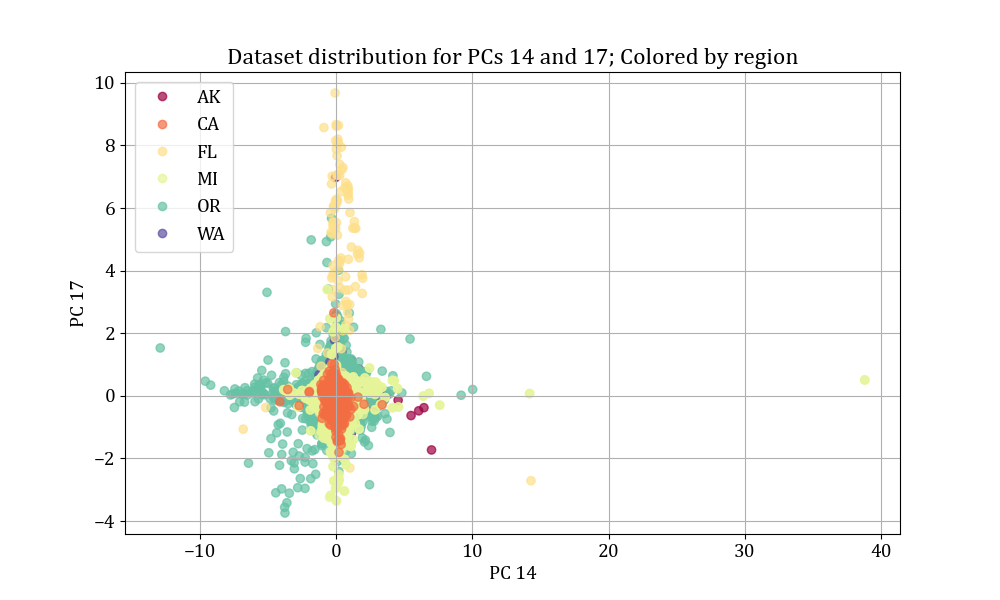 Dataset distribution for PCs 14 and 17; Colored by region
AK
CA
FL
MI
OR
WA
PC 17
10
8
6
4
2
0
−2
−4
−10
0
10
20
30
40
PC 14